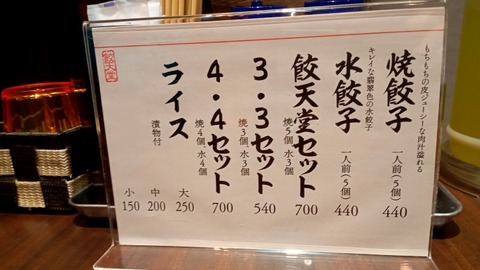 もちもちの皮ジューシーな肉汁溢れる
焼餃子 一人前(5個) 440
キレイな翡翠色の水餃子
水餃子 一人前(5個) 440
餃天堂セット 焼5個、水3個 700
3・3セット 焼3個、水3個 540
4・4セット 焼4個、水4個 700
ライス 漬物付
大 250
中 200
小 150
餃天堂